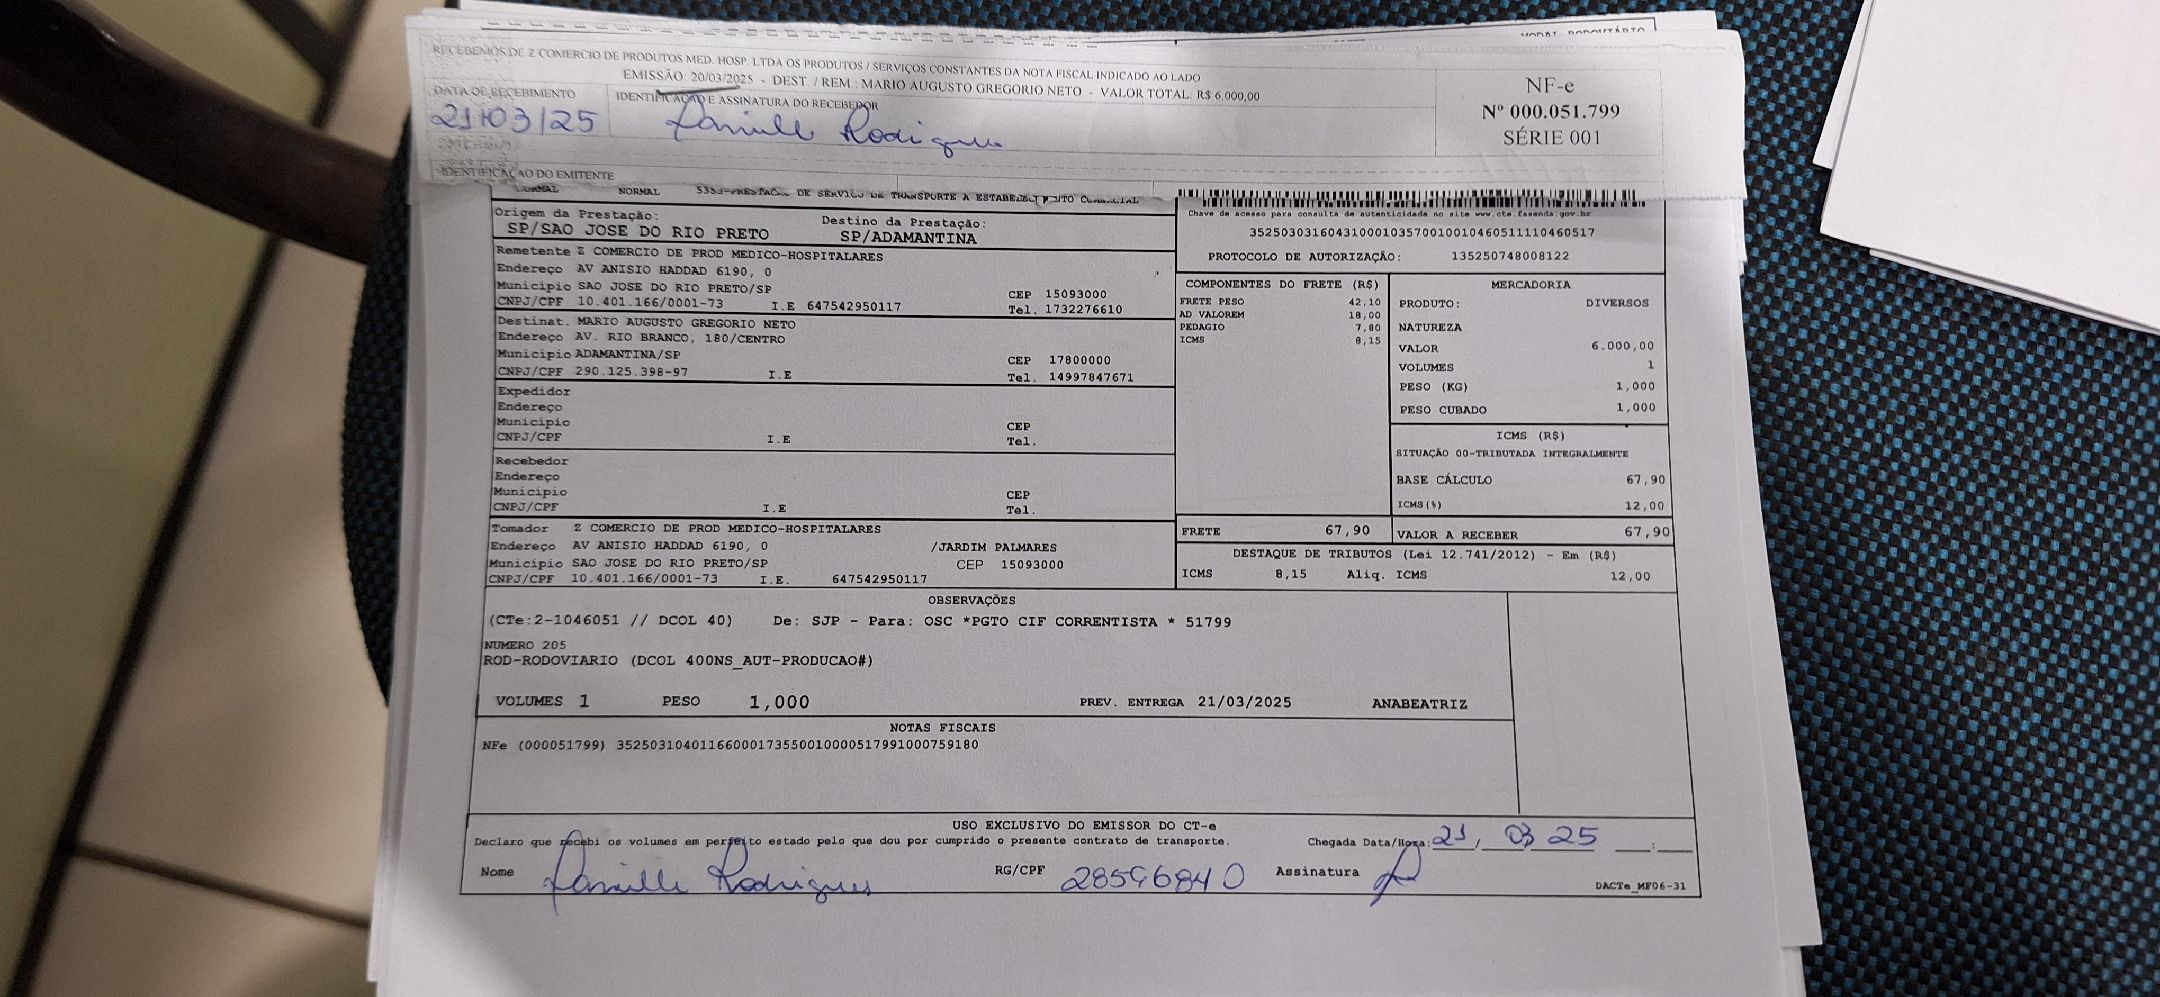 RECEBEMOS DE Z COMERCIO DE PRODUTOS MED. HOSP. LTDA OS PRODUTOS / SERVIÇOS CONSTANTES DA NOTA FISCAL INDICADO AO LADO
EMISSÃO: 20/03/2025 - DEST. / REM.: MARIO AUGUSTO GREGORIO NETO - VALOR TOTAL: R$ 6.000,00
DATA DE RECEBIMENTO
IDENTIFICAÇÃO E ASSINATURA DO RECEBEDOR
21/03/25
Rodrigues
NF-e
Nº 000.051.799
SÉRIE 001
IDENTIFICAÇÃO DO EMITENTE
NORMAL NORMAL 5353-PRESTAÇÃO DE SERVIÇO DE TRANSPORTE A ESTABELECIMENTO COMERCIAL
Origem da Prestação: Destino da Prestação:
SP/SAO JOSE DO RIO PRETO SP/ADAMANTINA
Remetente Z COMERCIO DE PROD MEDICO-HOSPITALARES
Endereço AV ANISIO HADDAD 6190, 0
Municipio SAO JOSE DO RIO PRETO/SP CEP 15093000
CNPJ/CPF 10.401.166/0001-73 I.E 647542950117 Tel. 1732276610
Destinat. MARIO AUGUSTO GREGORIO NETO
Endereço AV. RIO BRANCO, 180/CENTRO
Municipio ADAMANTINA/SP CEP 17800000
CNPJ/CPF 290.125.398-97 I.E Tel. 14997847671
Expedidor
Endereço
Municipio CEP
CNPJ/CPF I.E Tel.
Recebedor
Endereço
Municipio CEP
CNPJ/CPF I.E Tel.
Tomador Z COMERCIO DE PROD MEDICO-HOSPITALARES
Endereço AV ANISIO HADDAD 6190, 0 /JARDIM PALMARES
Municipio SAO JOSE DO RIO PRETO/SP CEP 15093000
CNPJ/CPF 10.401.166/0001-73 I.E. 647542950117
Chave de acesso para consulta de autenticidade no site www.cte.fazenda.gov.br
35250303160431000103570010010460511110460517
PROTOCOLO DE AUTORIZAÇÃO: 135250748008122
COMPONENTES DO FRETE (R$)
FRETE PESO 42,10
AD VALOREM 18,00
PEDAGIO 7,80
ICMS 8,15
MERCADORIA
PRODUTO: DIVERSOS
NATUREZA
VALOR 6.000,00
VOLUMES 1
PESO (KG) 1,000
PESO CUBADO 1,000
ICMS (R$)
SITUAÇÃO 00-TRIBUTADA INTEGRALMENTE
BASE CÁLCULO 67,90
ICMS(%) 12,00
FRETE 67,90 VALOR A RECEBER 67,90
DESTAQUE DE TRIBUTOS (Lei 12.741/2012) - Em (R$)
ICMS 8,15 Aliq. ICMS 12,00
OBSERVAÇÕES
(CTe:2-1046051 // DCOL 40) De: SJP - Para: OSC *PGTO CIF CORRENTISTA * 51799
NUMERO 205
ROD-RODOVIARIO (DCOL 400NS_AUT-PRODUCAO#)
VOLUMES 1 PESO 1,000 PREV. ENTREGA 21/03/2025 ANABEATRIZ
NOTAS FISCAIS
NFe (000051799) 35250310401166000173550010000517991000759180
USO EXCLUSIVO DO EMISSOR DO CT-e
Declaro que recebi os volumes em perfeito estado pelo que dou por cumprido o presente contrato de transporte. Chegada Data/Hora: 21/03 25 :
Nome Rodrigues RG/CPF Assinatura
DACTe_MF06-31